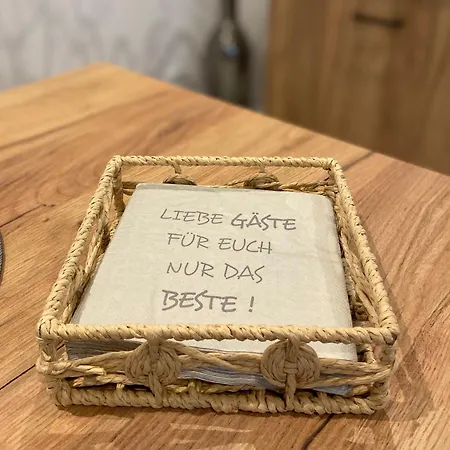 LIEBE GÄSTE
FÜR EUCH
NUR DAS
BESTE !